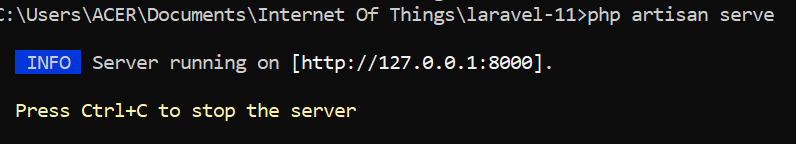 C:\Users\ACER\Documents\Internet Of Things\laravel-11>php artisan serve
INFO Server running on [http://127.0.0.1:8000].
Press Ctrl+C to stop the server